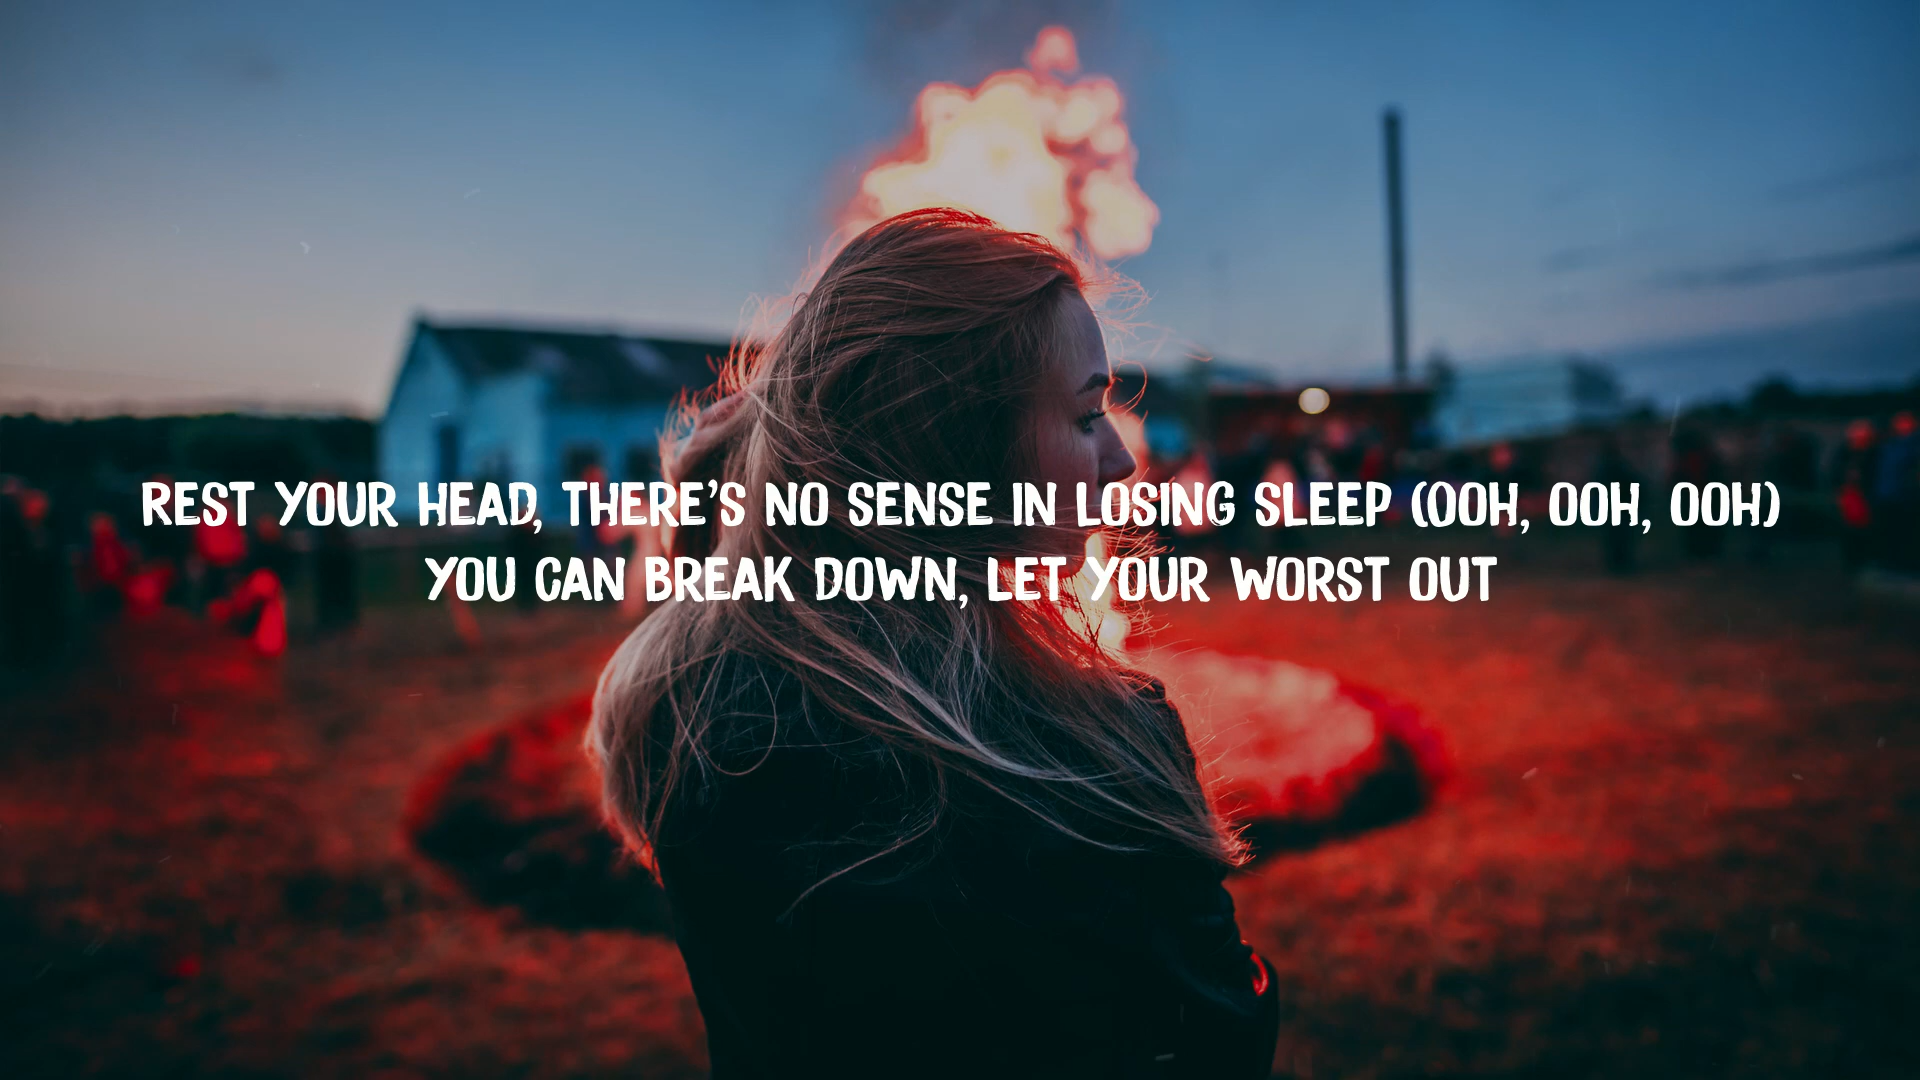 REST YOUR HEAD, THERE'S NO SENSE IN LOSING SLEEP (OOH, OOH, OOH)
YOU CAN BREAK DOWN, LET YOUR WORST OUT